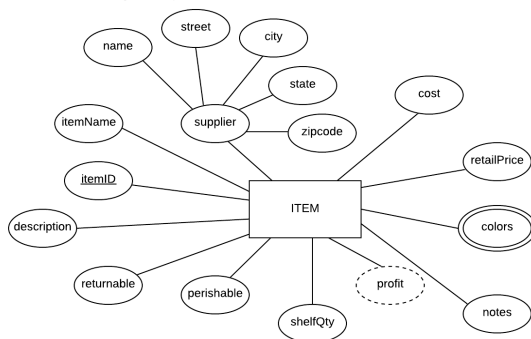 street
city
name
state
cost
itemName
supplier
zipcode
retailPrice
itemID
ITEM
description
colors
returnable
perishable
profit
notes
shelfQty